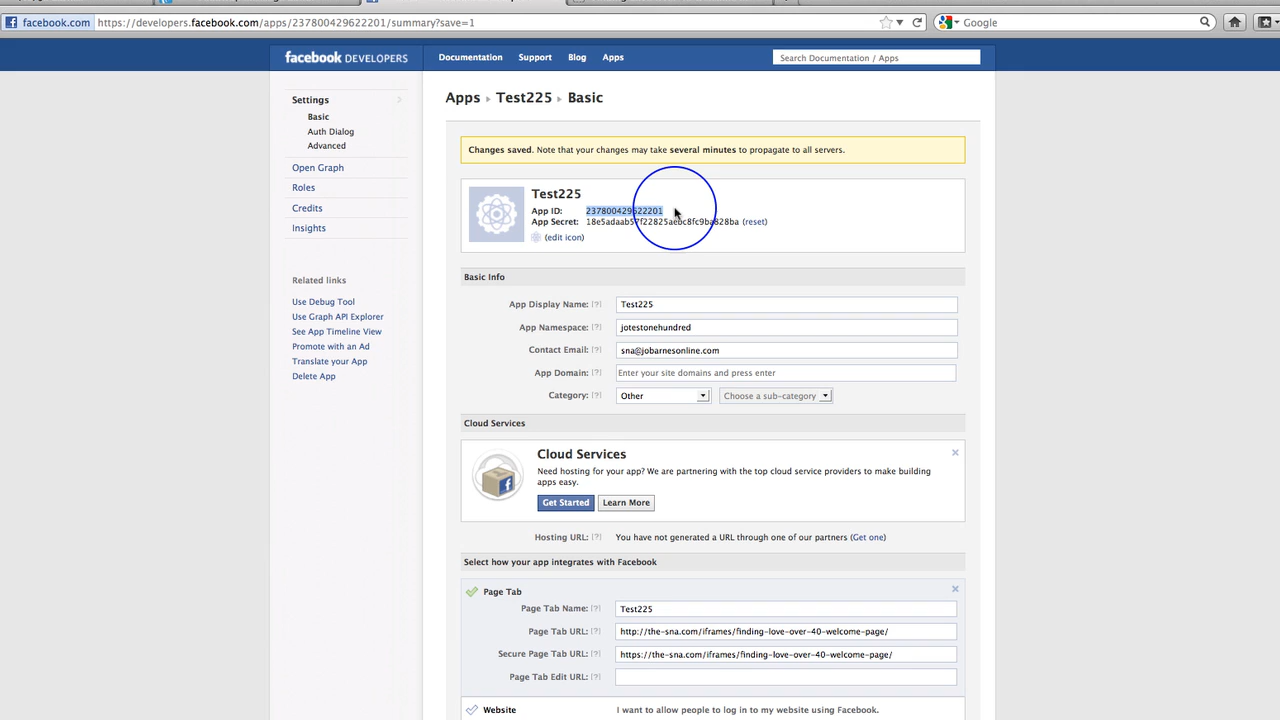 facebook.com https://developers.facebook.com/apps/237800429622201/summary?save=1 Google
facebook DEVELOPERS Documentation Support Blog Apps Search Documentation / Apps
Settings
Basic
Auth Dialog
Advanced
Open Graph
Roles
Credits
Insights
Related links
Use Debug Tool
Use Graph API Explorer
See App Timeline View
Promote with an Ad
Translate your App
Delete App
Apps Test225 Basic
Changes saved. Note that your changes may take several minutes to propagate to all servers.
Test225
App ID: 237800429622201
App Secret: (reset)
(edit icon)
Basic Info
App Display Name: [?] Test225
App Namespace: [?] jotestonehundred
Contact Email: [?] sna@jobarnesonline.com
App Domain: [?] Enter your site domains and press enter
Category: [?] Other Choose a sub-category
Cloud Services
Cloud Services
Need hosting for your app? We are partnering with the top cloud service providers to make building
apps easy.
Get Started Learn More
Hosting URL: [?] You have not generated a URL through one of our partners (Get one)
Select how your app integrates with Facebook
Page Tab
Page Tab Name: [?] Test225
Page Tab URL: [?] http://the-sna.com/iframes/finding-love-over-40-welcome-page/
Secure Page Tab URL: [?] https://the-sna.com/iframes/finding-love-over-40-welcome-page/
Page Tab Edit URL: [?]
Website I want to allow people to log in to my website using Facebook.